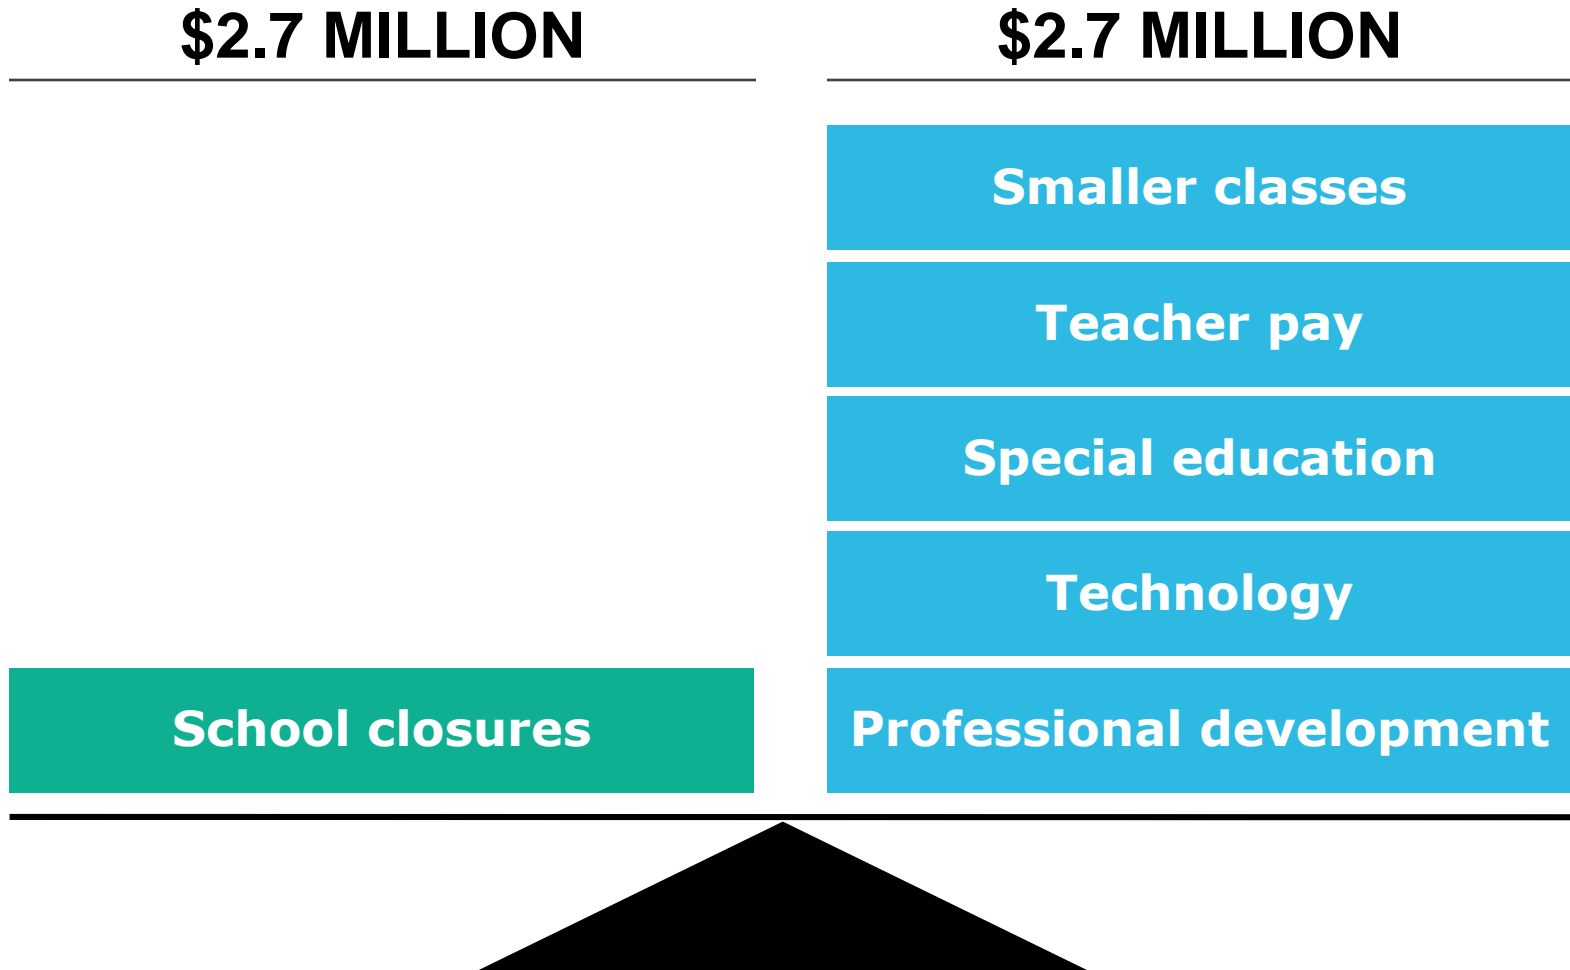 $2.7 MILLION
$2.7 MILLION
Smaller classes
Teacher pay
Special education
Technology
School closures
Professional development